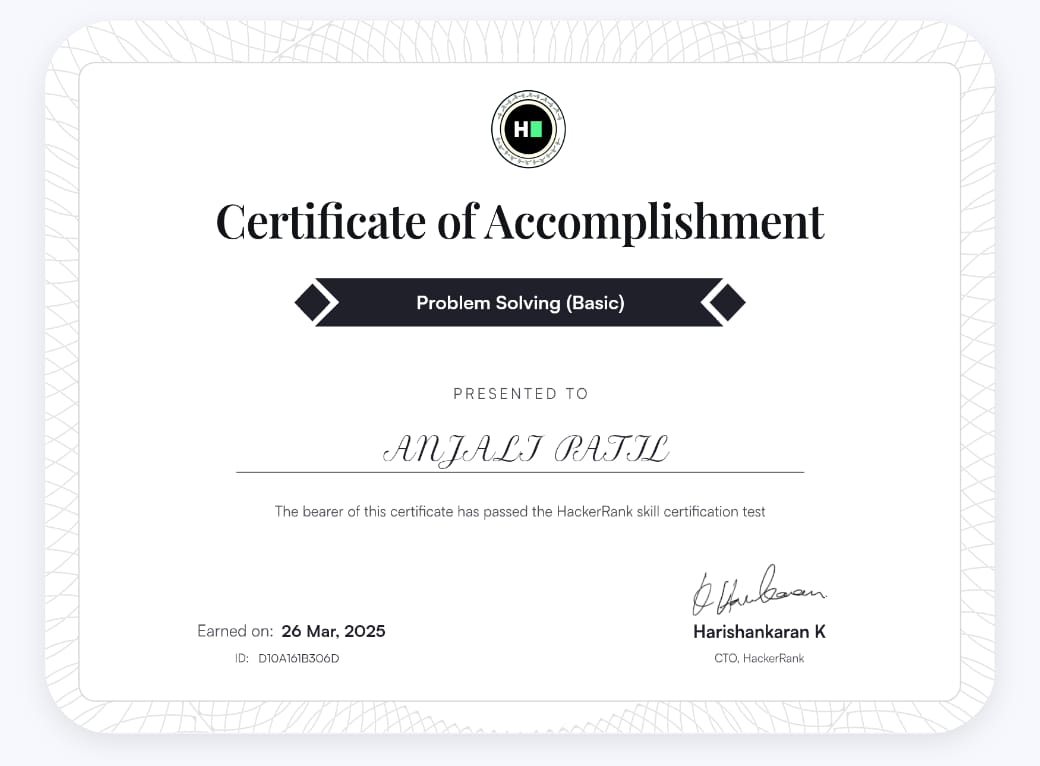 H
Certificate of Accomplishment
Problem Solving (Basic)
PRESENTED TO
ANJALI PATIL
The bearer of this certificate has passed the HackerRank skill certification test
Earned on: 26 Mar, 2025
ID: D10A161B306D
Harishankaran K
CTO, HackerRank